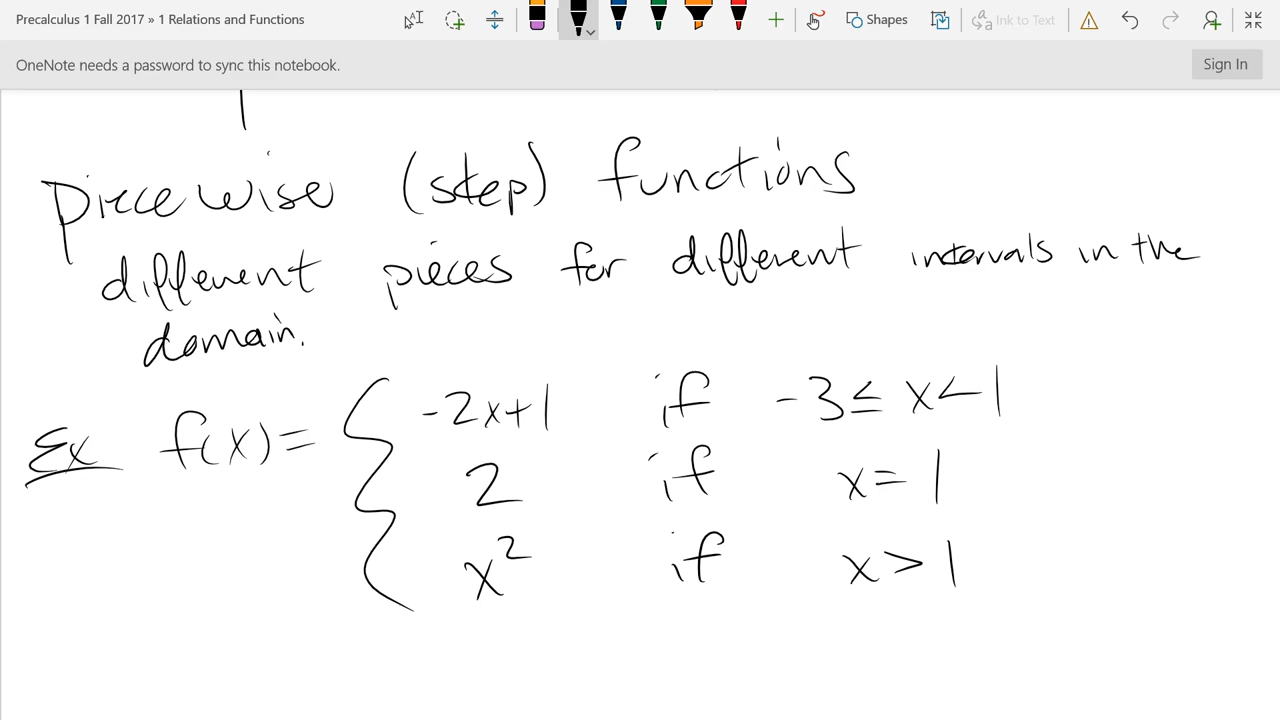 Precalculus 1 Fall 2017 » 1 Relations and Functions
Shapes
Ink to Text
OneNote needs a password to sync this notebook.
Sign In
piecewise (step) functions
different pieces for different intervals in the
domain.
Ex f(x) = { -2x+1 if -3 ≤ x < 1
2 if x = 1
x² if x > 1